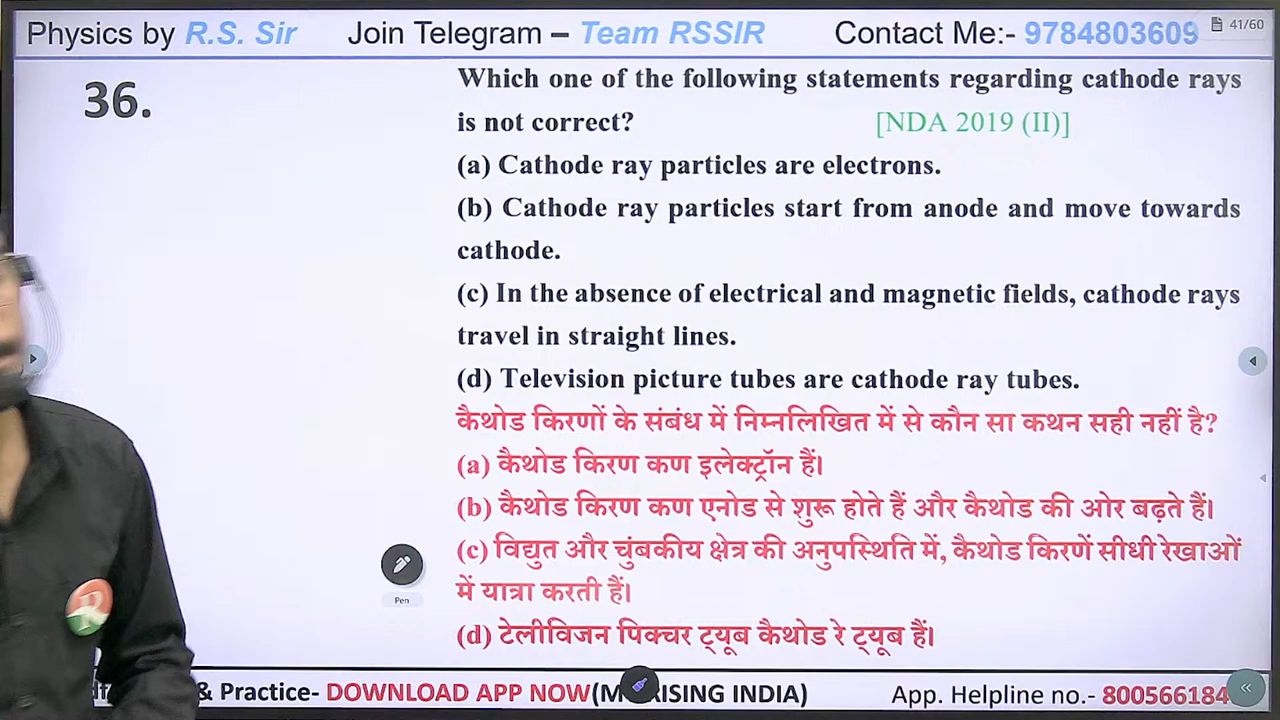 Physics by R.S. Sir Join Telegram – Team RSSIR Contact Me:- 9784803609 41/60
36.
Which one of the following statements regarding cathode rays
is not correct? [NDA 2019 (II)]
(a) Cathode ray particles are electrons.
(b) Cathode ray particles start from anode and move towards
cathode.
(c) In the absence of electrical and magnetic fields, cathode rays
travel in straight lines.
(d) Television picture tubes are cathode ray tubes.
कैथोड किरणों के संबंध में निम्नलिखित में से कौन सा कथन सही नहीं है?
(a) कैथोड किरण कण इलेक्ट्रॉन हैं।
(b) कैथोड किरण कण एनोड से शुरू होते हैं और कैथोड की ओर बढ़ते हैं।
(c) विद्युत और चुंबकीय क्षेत्र की अनुपस्थिति में, कैथोड किरणें सीधी रेखाओं
में यात्रा करती हैं।
Pen
(d) टेलीविजन पिक्चर ट्यूब कैथोड रे ट्यूब हैं।
& Practice- DOWNLOAD APP NOW (M RISING INDIA) App. Helpline no.- 800566184